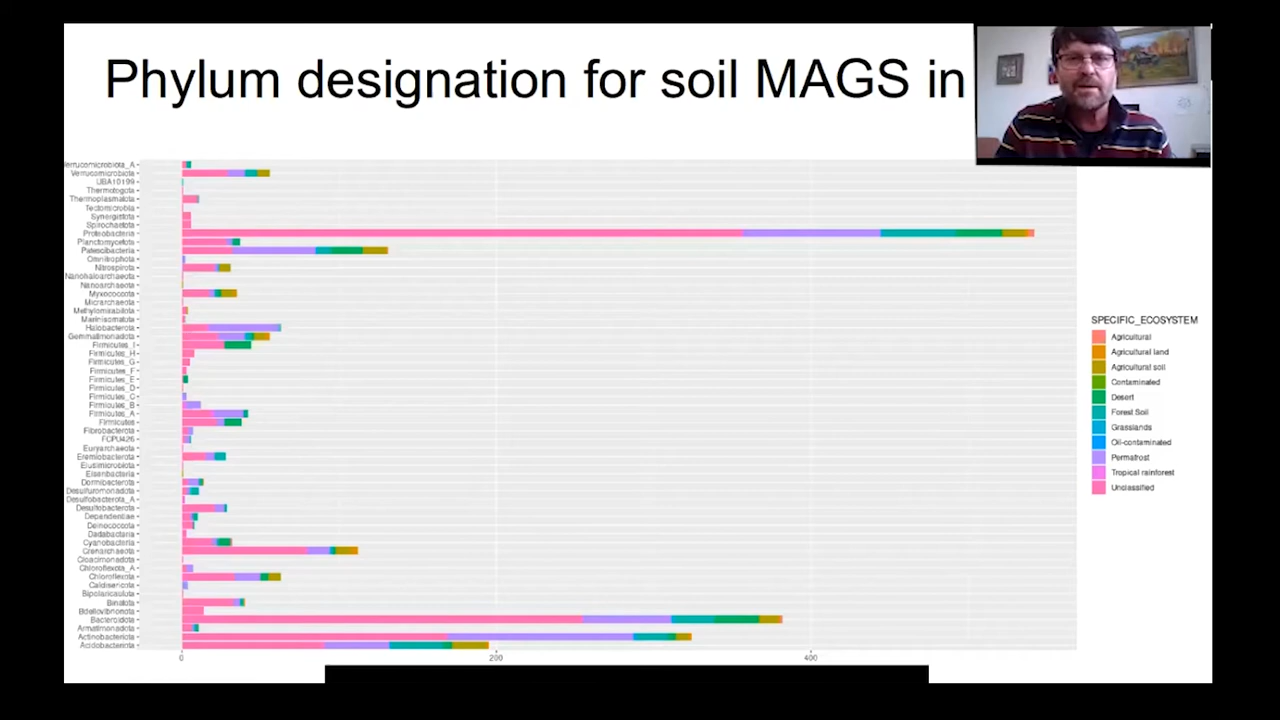 Phylum designation for soil MAGS in
Verrucomicrobiota_A
Verrucomicrobiota
UBA10199
Thermotogota
Thermoplasmatota
Tectomicrobia
Synergistota
Spirochaetota
Proteobacteria
Planctomycetota
Patescibacteria
Omnitrophota
Nitrospirota
Nanohaloarchaeota
Nanoarchaeota
Myxococcota
Micrarchaeota
Methylomirabilota
Marinisomatota
Halobacterota
Gemmatimonadota
Firmicutes_I
Firmicutes_H
Firmicutes_G
Firmicutes_F
Firmicutes_E
Firmicutes_D
Firmicutes_C
Firmicutes_B
Firmicutes_A
Firmicutes
Fibrobacterota
FCPU426
Euryarchaeota
Eremiobacterota
Elusimicrobiota
Eisenbacteria
Dormibacterota
Desulfuromonadota
Desulfobacterota_A
Desulfobacterota
Dependentiae
Deinococcota
Dadabacteria
Cyanobacteria
Crenarchaeota
Cloacimonadota
Chloroflexota_A
Chloroflexota
Caldisericota
Bipolaricaulota
Binatota
Bdellovibrionota
Bacteroidota
Armatimonadota
Actinobacteriota
Acidobacteriota
0 200 400
SPECIFIC_ECOSYSTEM
Agricultural
Agricultural land
Agricultural soil
Contaminated
Desert
Forest Soil
Grasslands
Oil-contaminated
Permafrost
Tropical rainforest
Unclassified